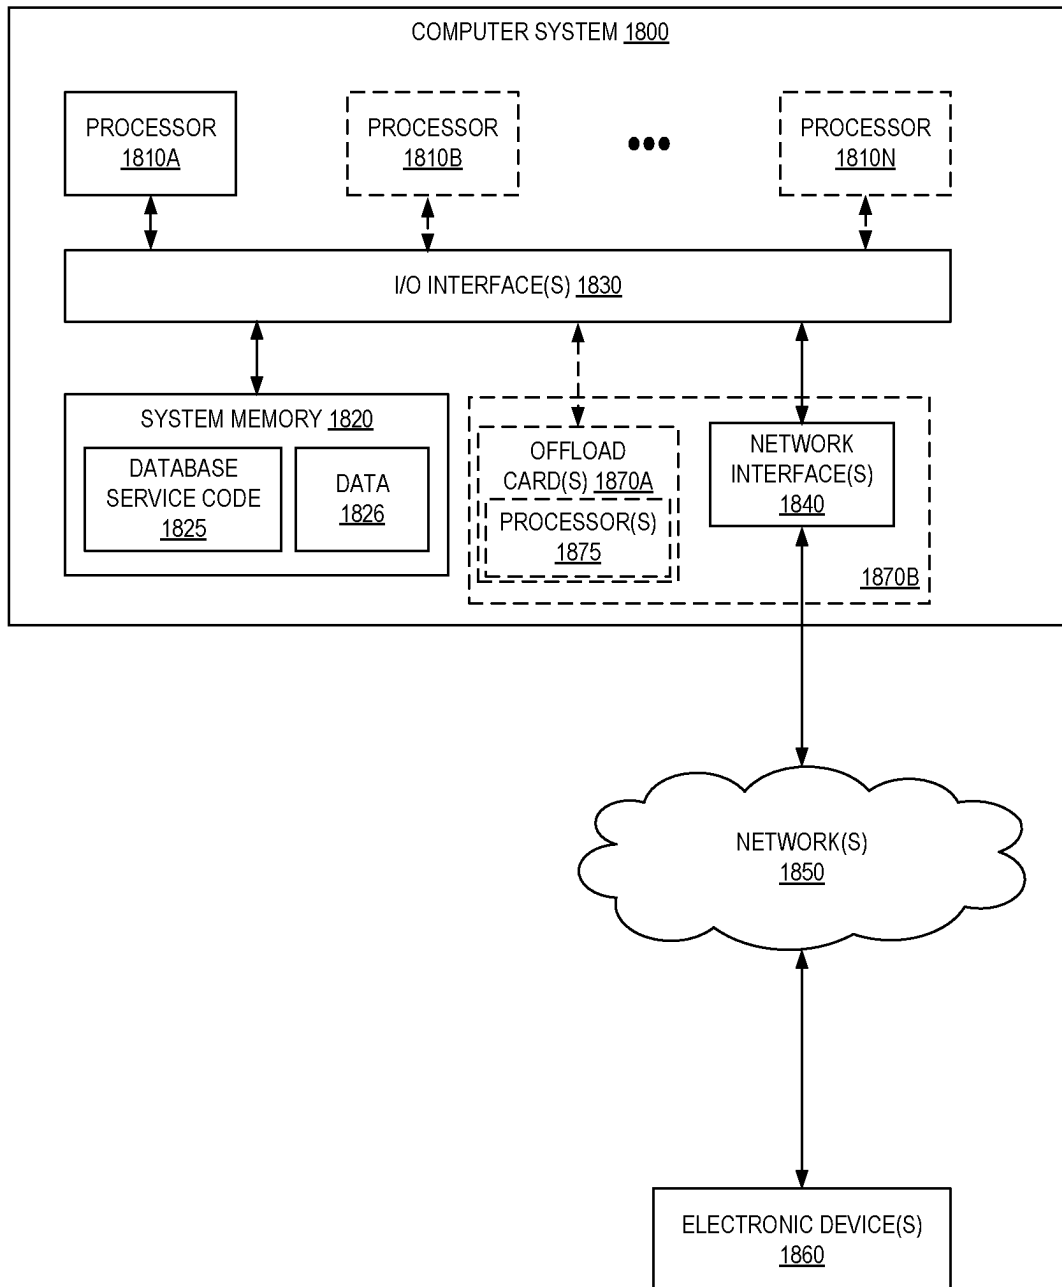 COMPUTER SYSTEM 1800
PROCESSOR
1810A
PROCESSOR
1810B
PROCESSOR
1810N
I/O INTERFACE(S) 1830
SYSTEM MEMORY 1820
DATABASE
SERVICE CODE
1825
DATA
1826
OFFLOAD
CARD(S) 1870A
PROCESSOR(S)
1875
NETWORK
INTERFACE(S)
1840
1870B
NETWORK(S)
1850
ELECTRONIC DEVICE(S)
1860